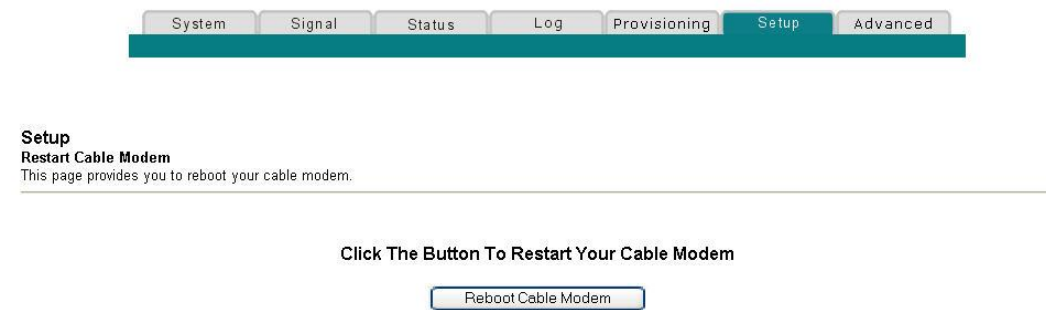 System Signal Status Log Provisioning Setup Advanced
Setup
Restart Cable Modem
This page provides you to reboot your cable modem.
Click The Button To Restart Your Cable Modem
Reboot Cable Modem